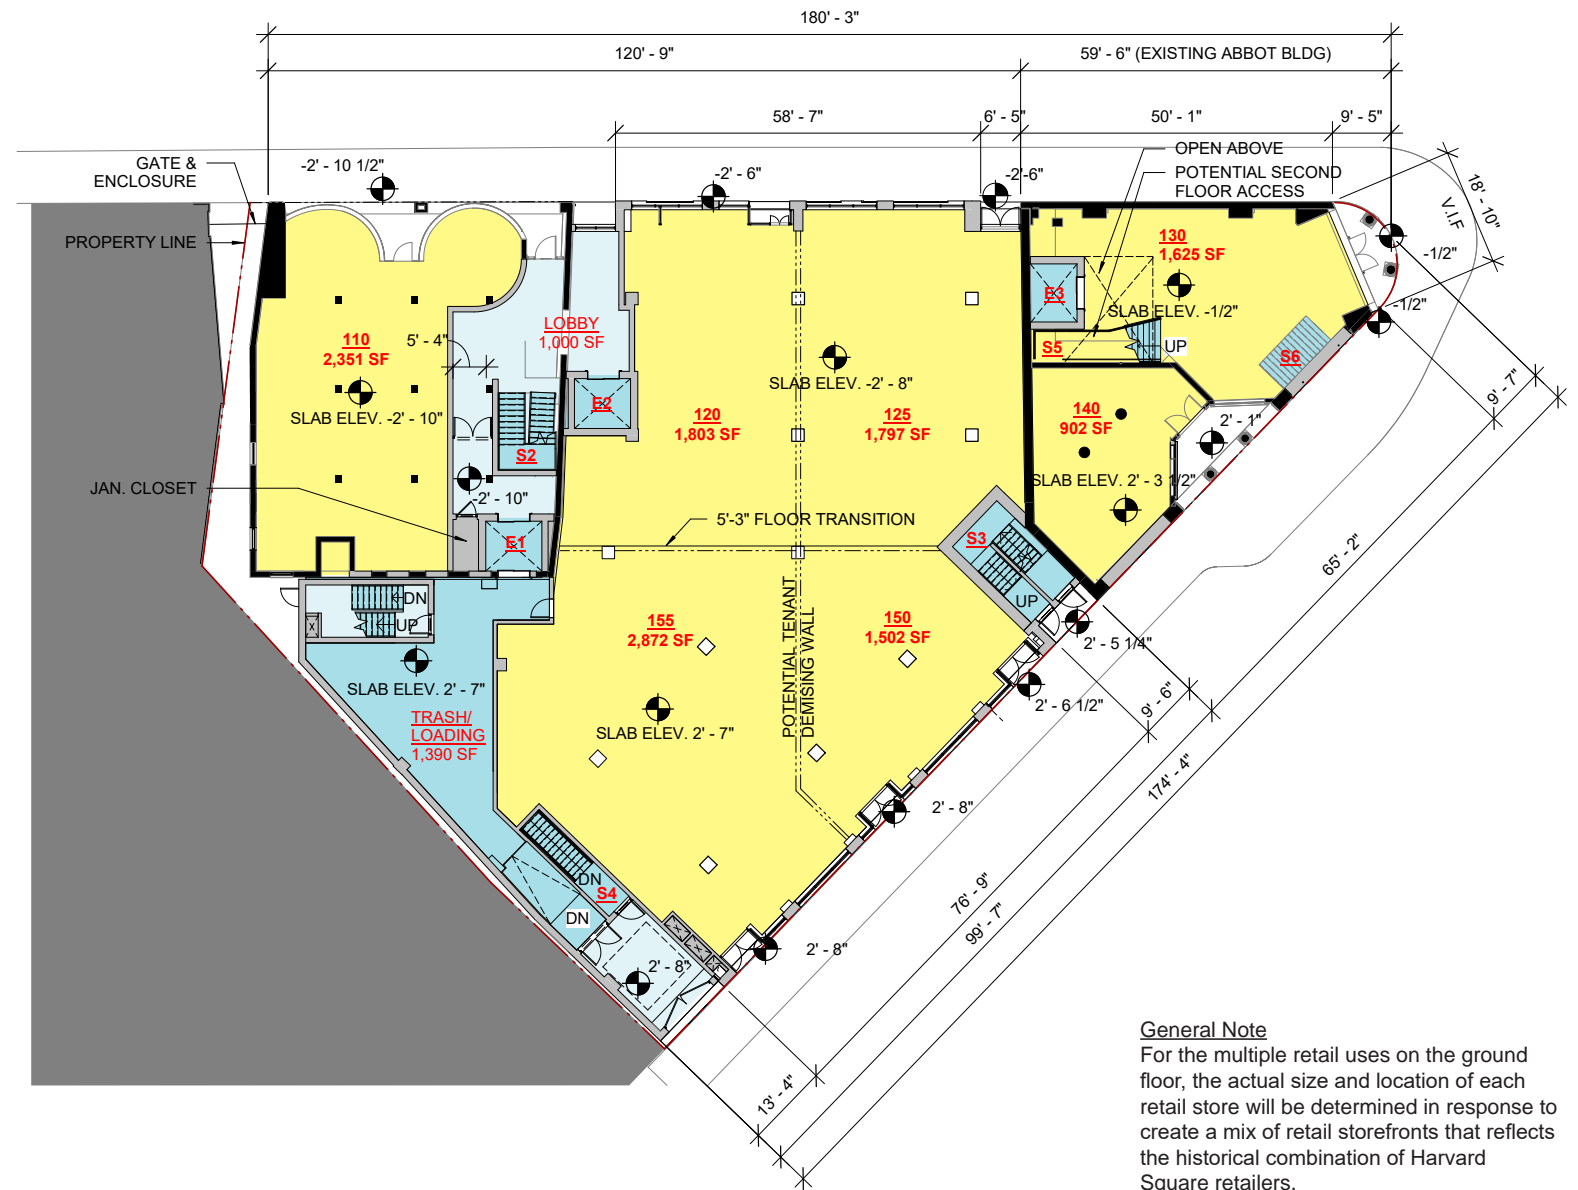 180' - 3"
120' - 9"
59' - 6" (EXISTING ABBOT BLDG)
58' - 7"
6' - 5"
50' - 1"
9' - 5"
GATE &
ENCLOSURE
-2' - 10 1/2"
-2' - 6"
-2'-6"
OPEN ABOVE
POTENTIAL SECOND
FLOOR ACCESS
18' - 10"
V.I.F
PROPERTY LINE
130
1,625 SF
-1/2"
-1/2"
E3
SLAB ELEV. -1/2"
LOBBY
1,000 SF
110
2,351 SF
5' - 4"
S5
UP
S6
SLAB ELEV. -2' - 8"
SLAB ELEV. -2' - 10"
E2
120
1,803 SF
125
1,797 SF
140
902 SF
2' - 1"
9' - 7"
S2
SLAB ELEV. 2' - 3 1/2"
JAN. CLOSET
-2' - 10"
5'-3" FLOOR TRANSITION
E1
S3
65' - 2"
DN
UP
UP
155
2,872 SF
POTENTIAL TENANT
DEMISING WALL
150
1,502 SF
2' - 5 1/4"
SLAB ELEV. 2' - 7"
2' - 6 1/2"
9' - 6"
TRASH/
LOADING
1,390 SF
SLAB ELEV. 2' - 7"
174' - 4"
2' - 8"
DN
S4
DN
76' - 9"
99' - 7"
2' - 8"
2' - 8"
13' - 4"
General Note
For the multiple retail uses on the ground
floor, the actual size and location of each
retail store will be determined in response to
create a mix of retail storefronts that reflects
the historical combination of Harvard
Square retailers.